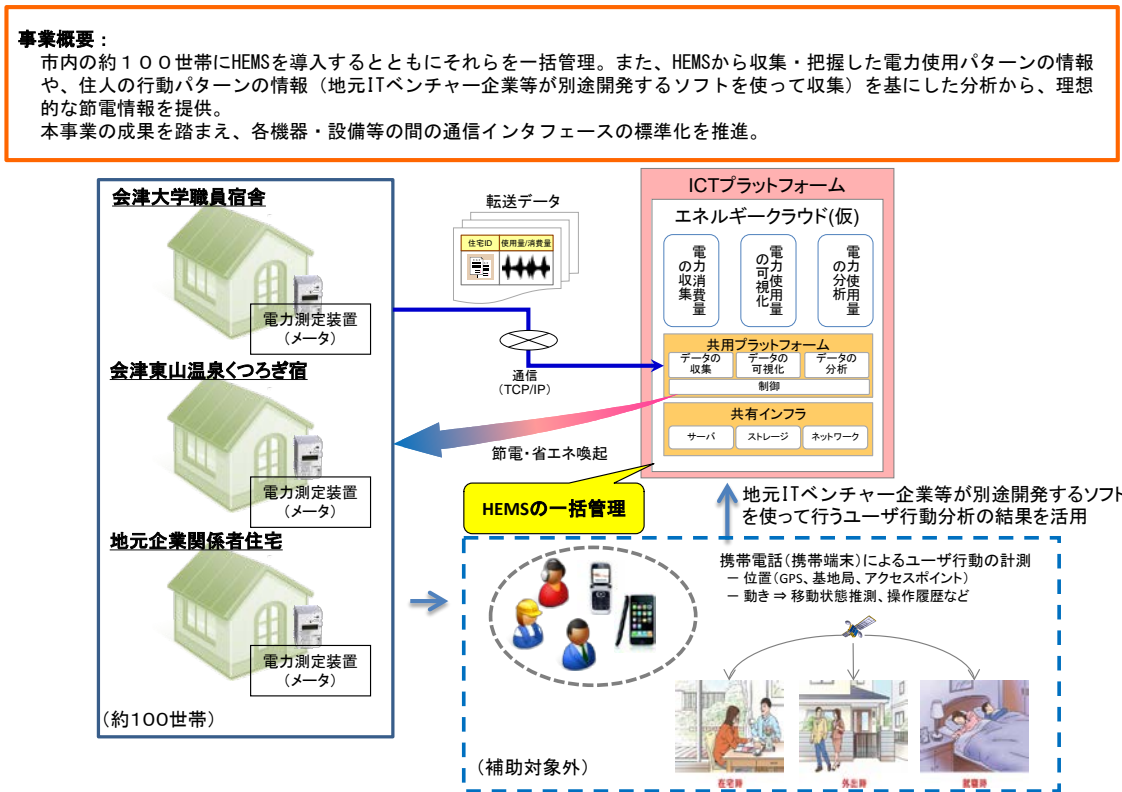 事業概要：
市内の約１００世帯にHEMSを導入するとともにそれらを一括管理。また、HEMSから収集・把握した電力使用パターンの情報
や、住人の行動パターンの情報（地元ITベンチャー企業等が別途開発するソフトを使って収集）を基にした分析から、理想
的な節電情報を提供。
本事業の成果を踏まえ、各機器・設備等の間の通信インタフェースの標準化を推進。
会津大学職員宿舎
電力測定装置
（メータ）
会津東山温泉くつろぎ宿
電力測定装置
（メータ）
地元企業関係者住宅
電力測定装置
（メータ）
(約100世帯)
転送データ
住宅ID
使用量/消費量
通信
(TCP/IP)
節電・省エネ喚起
ICTプラットフォーム
エネルギークラウド(仮)
電力消費量
の収集
電力使用量
の可視化
電力使用量
の分析
共用プラットフォーム
データの
収集
データの
可視化
データの
分析
制御
共有インフラ
サーバ
ストレージ
ネットワーク
HEMSの一括管理
地元ITベンチャー企業等が別途開発するソフト
を使って行うユーザ行動分析の結果を活用
携帯電話(携帯端末)によるユーザ行動の計測
－ 位置(GPS、基地局、アクセスポイント)
－ 動き ⇒ 移動状態推測、操作履歴など
在宅時
外出時
就寝時
(補助対象外)